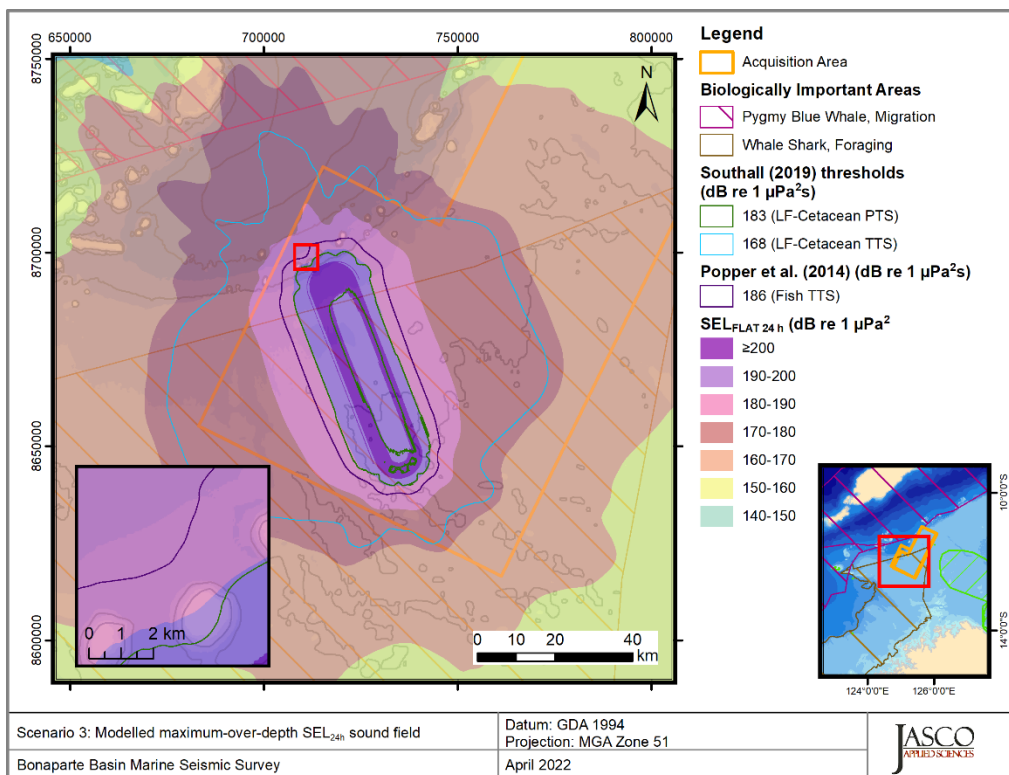 650000 700000 750000 800000
8750000
8700000
8650000
8600000
N
0 1 2 km
0 10 20 40
km
Legend
Acquisition Area
Biologically Important Areas
Pygmy Blue Whale, Migration
Whale Shark, Foraging
Southall (2019) thresholds
(dB re 1 µPa²s)
183 (LF-Cetacean PTS)
168 (LF-Cetacean TTS)
Popper et al. (2014) (dB re 1 µPa²s)
186 (Fish TTS)
SELFLAT 24 h (dB re 1 µPa²
≥200
190-200
180-190
170-180
160-170
150-160
140-150
10°0'0"S
14°0'0"S
124°0'0"E 126°0'0"E
Scenario 3: Modelled maximum-over-depth SEL24h sound field
Datum: GDA 1994
Projection: MGA Zone 51
Bonaparte Basin Marine Seismic Survey
April 2022
JASCO
APPLIED SCIENCES